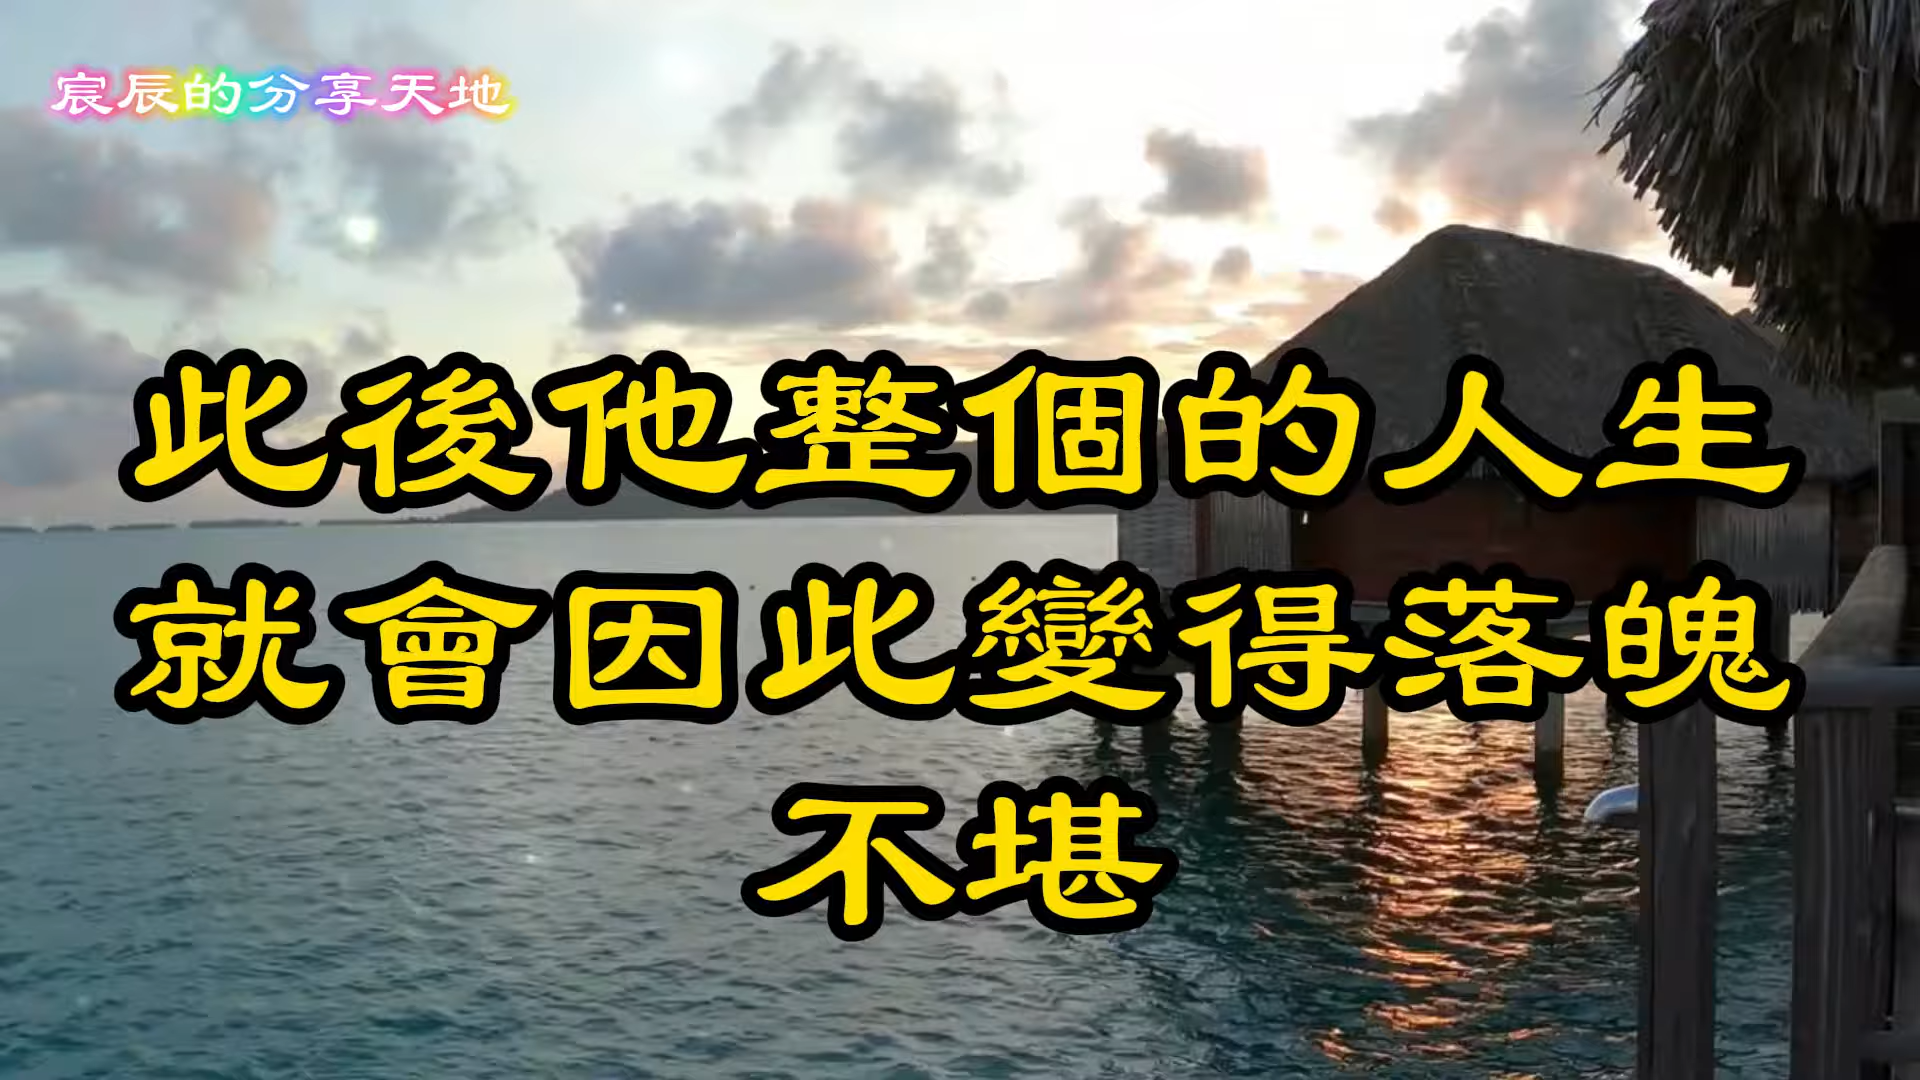 宸辰的分享天地
此後他整個的人生
就會因此變得落魄
不堪